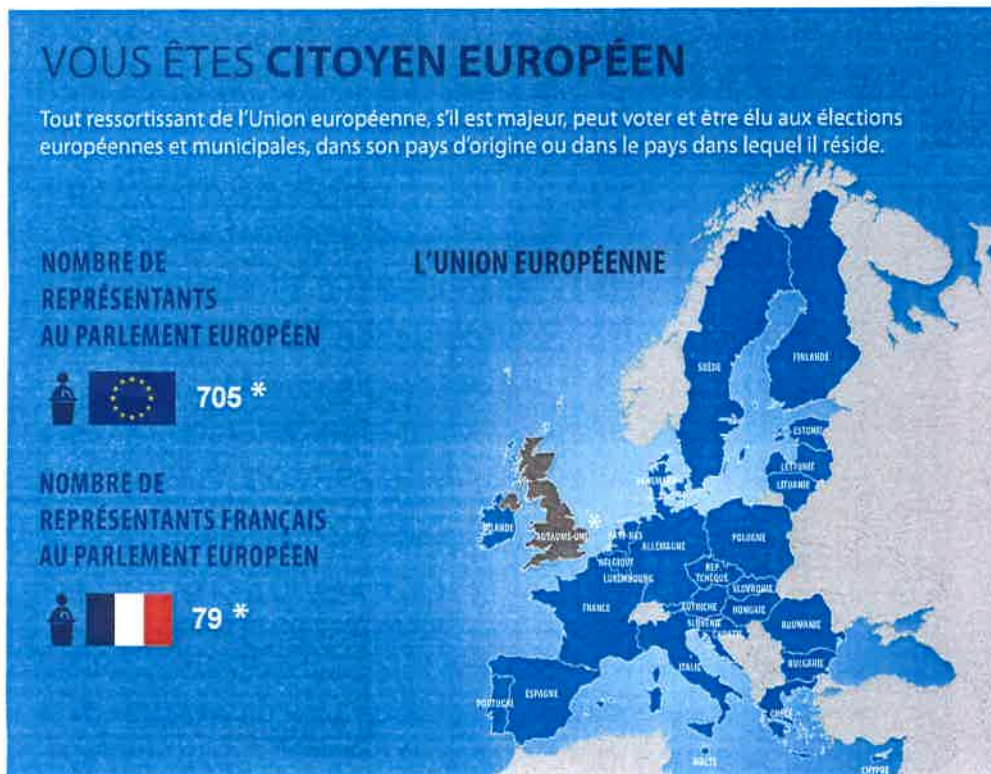 VOUS ÊTES CITOYEN EUROPÉEN
Tout ressortissant de l'Union européenne, s'il est majeur, peut voter et être élu aux élections
européennes et municipales, dans son pays d'origine ou dans le pays dans lequel il réside.
NOMBRE DE
REPRÉSENTANTS
AU PARLEMENT EUROPÉEN
705 *
NOMBRE DE
REPRÉSENTANTS FRANÇAIS
AU PARLEMENT EUROPÉEN
79 *
L'UNION EUROPÉENNE
SUÈDE
FINLANDE
ESTONIE
LETTONIE
LITUANIE
DANEMARK
IRLANDE
ROYAUME-UNI
*
PAYS-BAS
BELGIQUE
LUXEMBOURG
ALLEMAGNE
POLOGNE
RÉP.
TCHÈQUE
SLOVAQUIE
FRANCE
AUTRICHE
HONGRIE
SLOVÉNIE
CROATIE
ROUMANIE
BULGARIE
ITALIE
PORTUGAL
ESPAGNE
GRÈCE
MALTE
CHYPRE